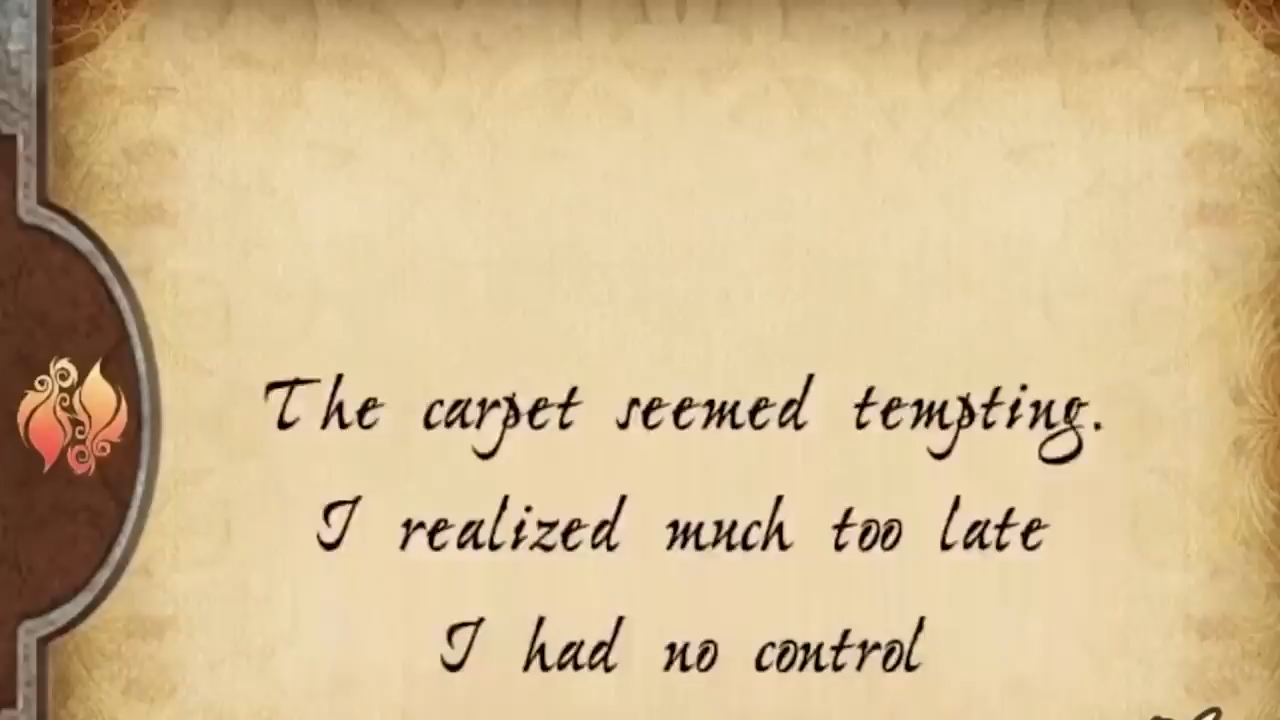 The carpet seemed tempting.
I realized much too late
I had no control